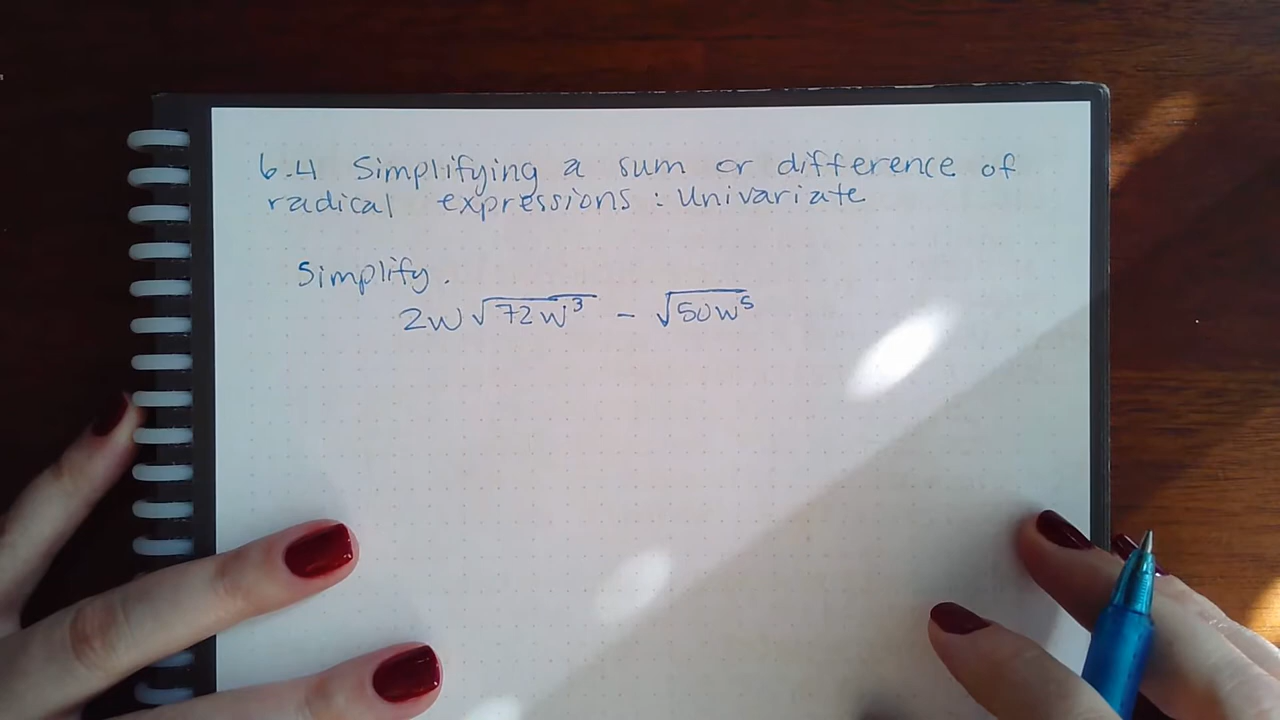 6.4 Simplifying a sum or difference of
radical expressions : Univariate
Simplify.
2w√72w³ - √50w⁵